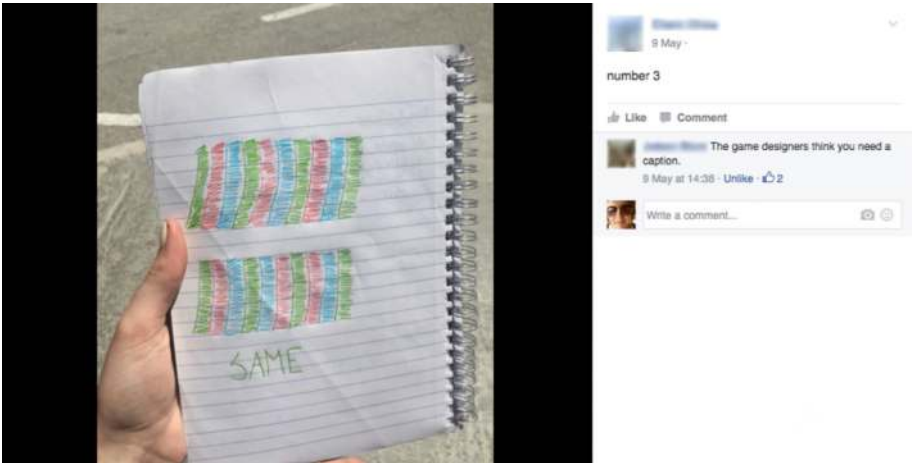 SAME
9 May ·
number 3
Like Comment
The game designers think you need a
caption.
9 May at 14:38 · Unlike · 2
Write a comment...